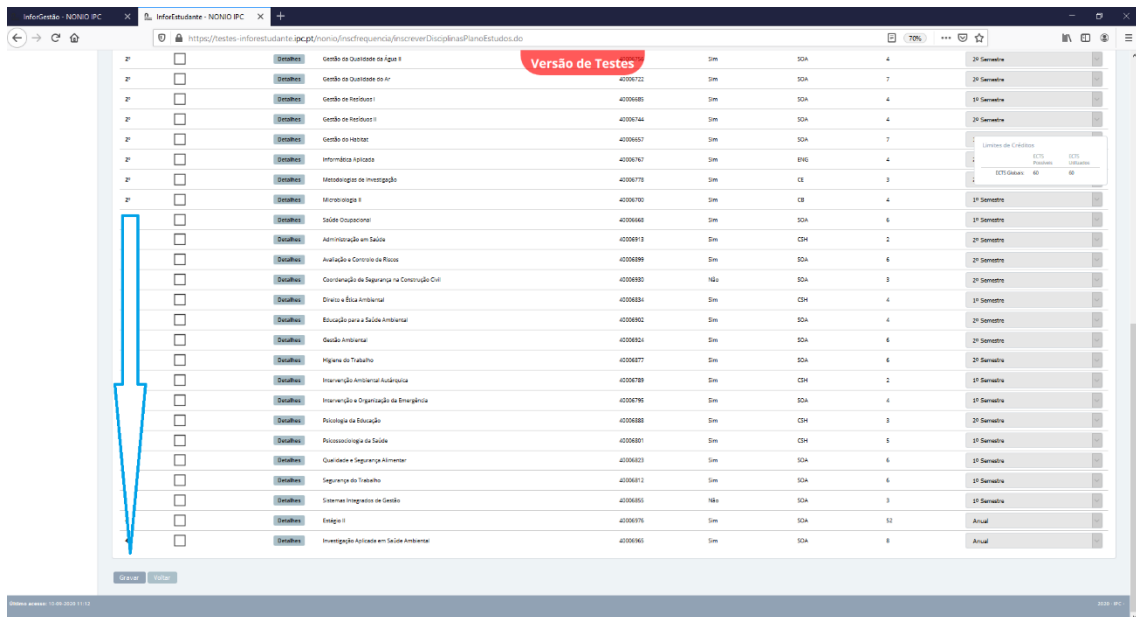 InforGestão - NONIO IPC
InforEstudante - NONIO IPC
https://testes-inforestudante.ipc.pt/nonio/inscfrequencia/inscreverDisciplinasPlanoEstudos.do
70%
Versão de Testes
2º Detalhes Gestão da Qualidade da Água II Sim SOA 4 2º Semestre
2º Detalhes Gestão da Qualidade do Ar 40006722 Sim SOA 7 2º Semestre
2º Detalhes Gestão de Resíduos I 40006685 Sim SOA 4 1º Semestre
2º Detalhes Gestão de Resíduos II 40006744 Sim SOA 4 2º Semestre
2º Detalhes Gestão do Habitat 40006657 Sim SOA 7
2º Detalhes Informática Aplicada 40006767 Sim ENG 4
2º Detalhes Metodologias de Investigação 40006778 Sim CE 3
Limites de Créditos
ECTS Possíveis ECTS Utilizados
ECTS Globais 60 60
2º Detalhes Microbiologia II 40006700 Sim CB 4 1º Semestre
Detalhes Saúde Ocupacional 40006668 Sim SOA 6 1º Semestre
Detalhes Administração em Saúde 40006913 Sim CSH 2 2º Semestre
Detalhes Avaliação e Controlo de Riscos 40006899 Sim SOA 6 2º Semestre
Detalhes Coordenação de Segurança na Construção Civil 40006930 Não SOA 3 2º Semestre
Detalhes Direito e Ética Ambiental 40006834 Sim CSH 4 1º Semestre
Detalhes Educação para a Saúde Ambiental 40006902 Sim SOA 4 2º Semestre
Detalhes Gestão Ambiental 40006924 Sim SOA 6 2º Semestre
Detalhes Higiene do Trabalho 40006877 Sim SOA 6 2º Semestre
Detalhes Intervenção Ambiental Autárquica 40006789 Sim CSH 2 1º Semestre
Detalhes Intervenção e Organização da Emergência 40006795 Sim SOA 4 1º Semestre
Detalhes Psicologia da Educação 40006888 Sim CSH 3 2º Semestre
Detalhes Psicossociologia da Saúde 40006801 Sim CSH 5 1º Semestre
Detalhes Qualidade e Segurança Alimentar 40006823 Sim SOA 6 1º Semestre
Detalhes Segurança do Trabalho 40006812 Sim SOA 6 1º Semestre
Detalhes Sistemas Integrados de Gestão 40006855 Não SOA 3 1º Semestre
Detalhes Estágio II 40006976 Sim SOA 52 Anual
Detalhes Investigação Aplicada em Saúde Ambiental 40006965 Sim SOA 8 Anual
Gravar Voltar
Último acesso: 15-06-2020 11:12
2020 - IPC -